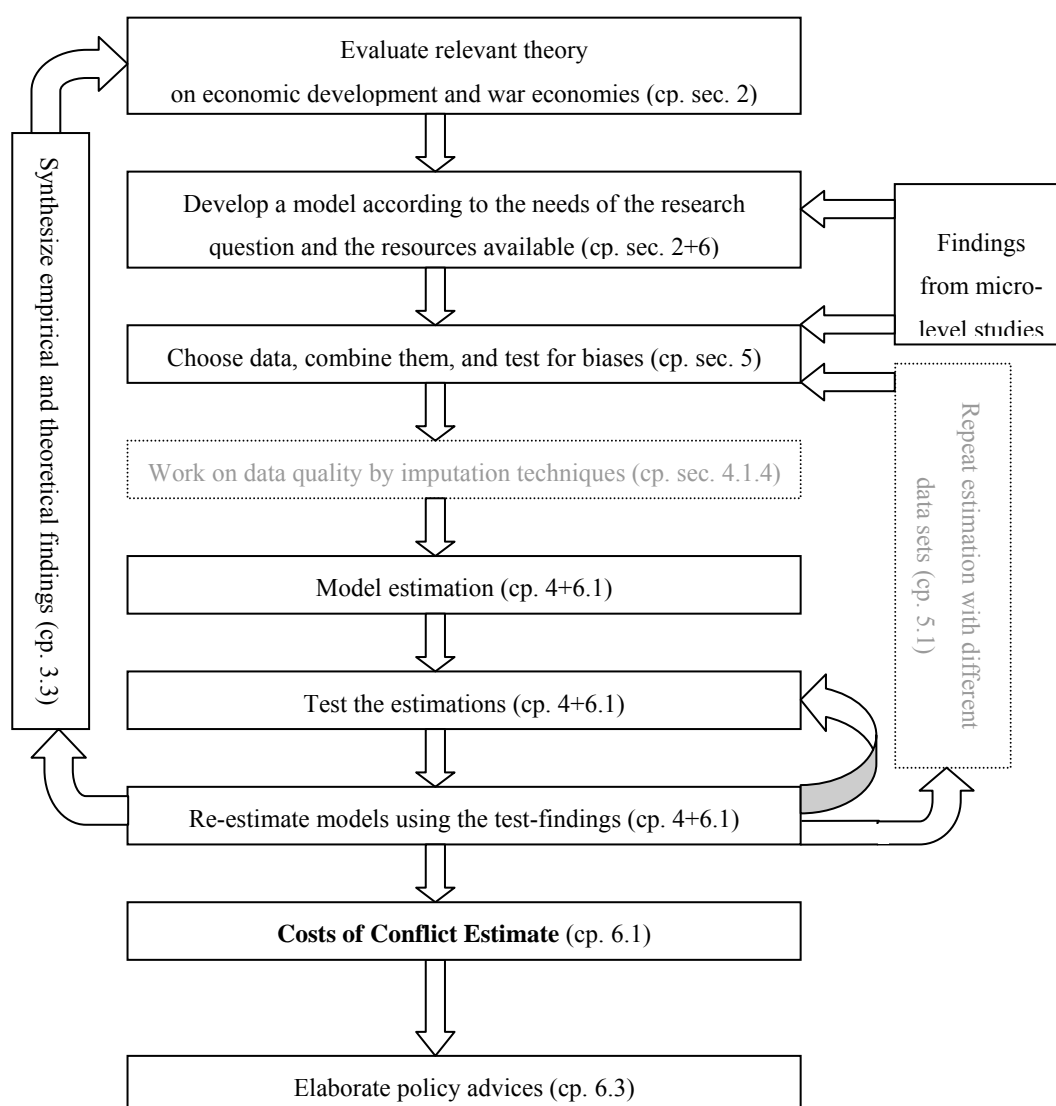 Evaluate relevant theory
on economic development and war economies (cp. sec. 2)
Develop a model according to the needs of the research
question and the resources available (cp. sec. 2+6)
Findings
from micro-
level studies
Choose data, combine them, and test for biases (cp. sec. 5)
Synthesize empirical and theoretical findings (cp. 3.3)
Repeat estimation with different
data sets (cp. 5.1)
Work on data quality by imputation techniques (cp. sec. 4.1.4)
Model estimation (cp. 4+6.1)
Test the estimations (cp. 4+6.1)
Re-estimate models using the test-findings (cp. 4+6.1)
Costs of Conflict Estimate (cp. 6.1)
Elaborate policy advices (cp. 6.3)